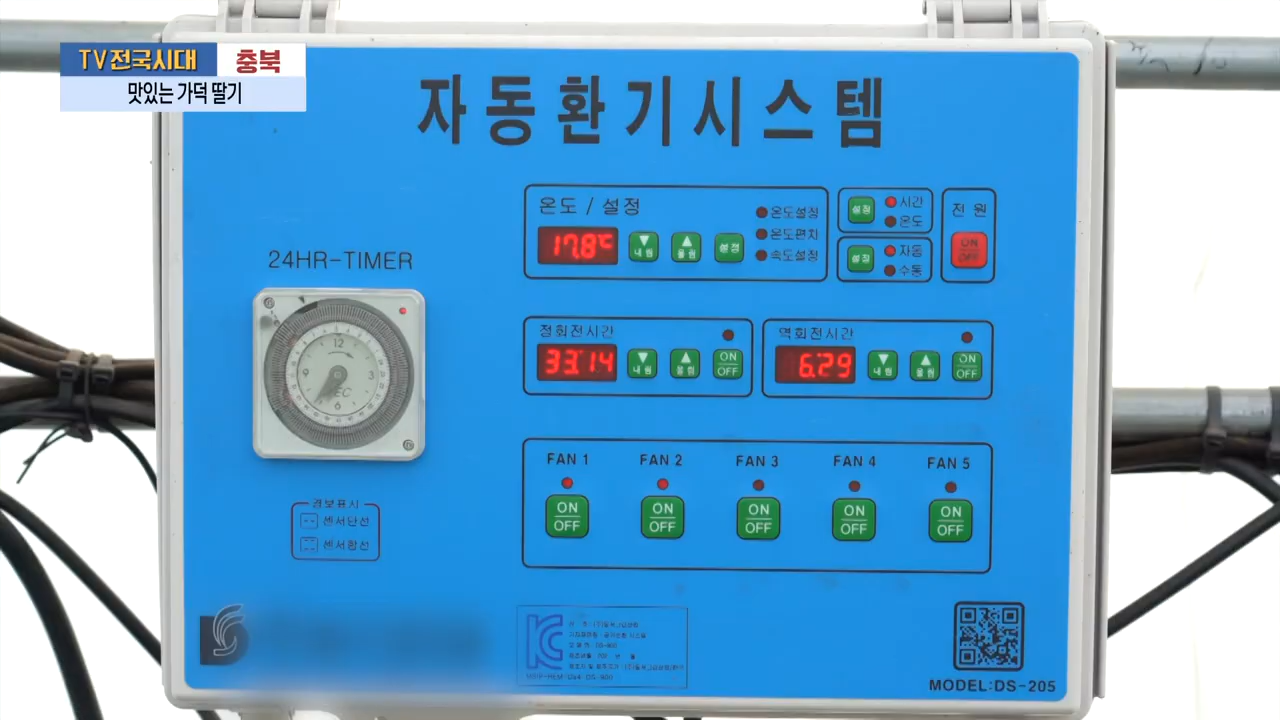 TV전국시대 충북
맛있는 가덕 딸기
자동환기시스템
온도 / 설정
17.8℃
내림
올림
설정
온도설정
온도편차
속도설정
설정
시간
온도
설정
자동
수동
전 원
ON
OFF
24HR-TIMER
12
3
6
9
정회전시간
33.14
내림
올림
ON
OFF
역회전시간
6.29
내림
올림
ON
OFF
FAN 1
FAN 2
FAN 3
FAN 4
FAN 5
ON
OFF
ON
OFF
ON
OFF
ON
OFF
ON
OFF
경보표시
센서단선
센서합선
MODEL:DS-205